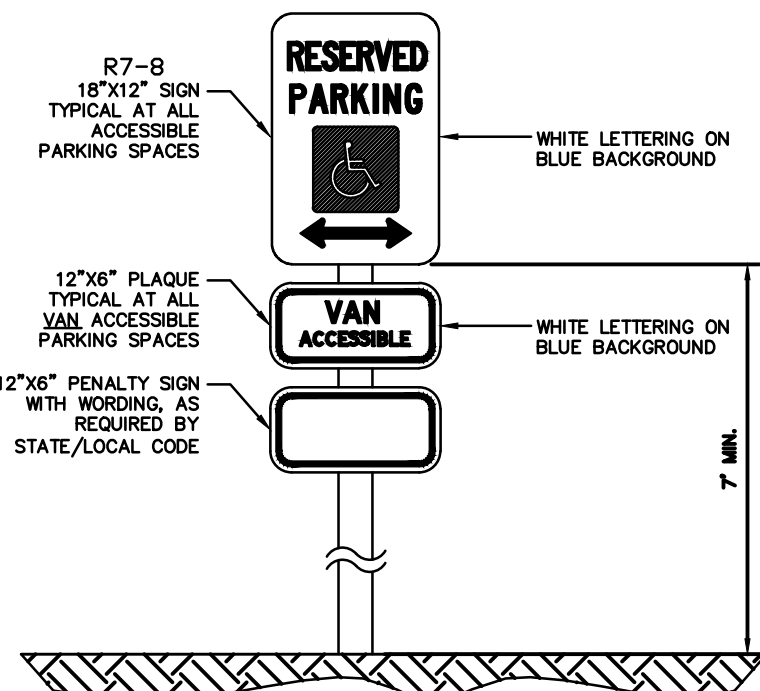 RESERVED
PARKING
R7-8
18"X12" SIGN
TYPICAL AT ALL
ACCESSIBLE
PARKING SPACES
WHITE LETTERING ON
BLUE BACKGROUND
12"X6" PLAQUE
TYPICAL AT ALL
VAN ACCESSIBLE
PARKING SPACES
VAN
ACCESSIBLE
WHITE LETTERING ON
BLUE BACKGROUND
12"X6" PENALTY SIGN
WITH WORDING, AS
REQUIRED BY
STATE/LOCAL CODE
7' MIN.